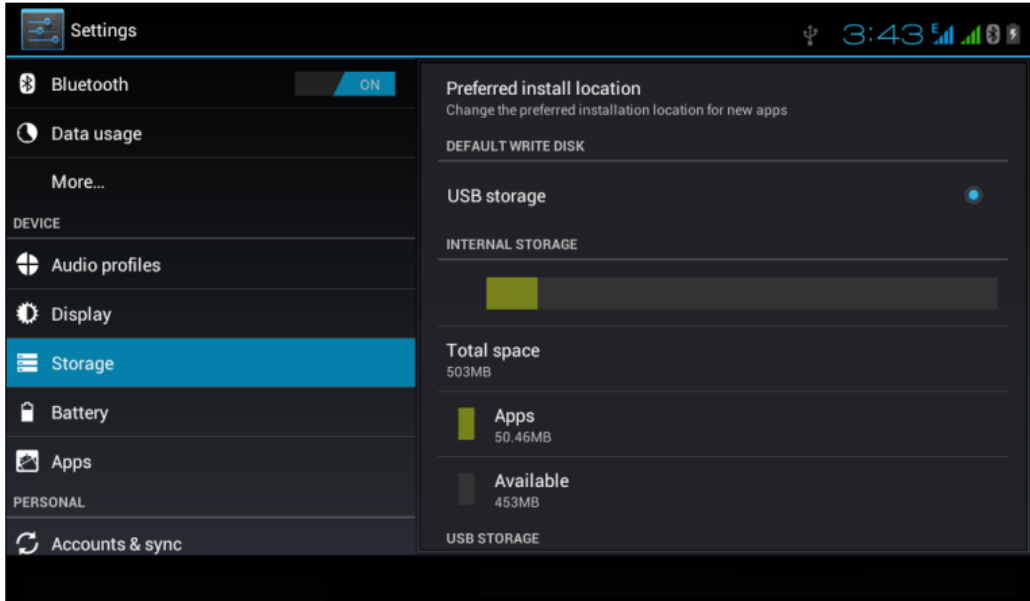 Settings
3:43 E
Bluetooth
ON
Data usage
More...
DEVICE
Audio profiles
Display
Storage
Battery
Apps
PERSONAL
Accounts & sync
Preferred install location
Change the preferred installation location for new apps
DEFAULT WRITE DISK
USB storage
INTERNAL STORAGE
Total space
503MB
Apps
50.46MB
Available
453MB
USB STORAGE